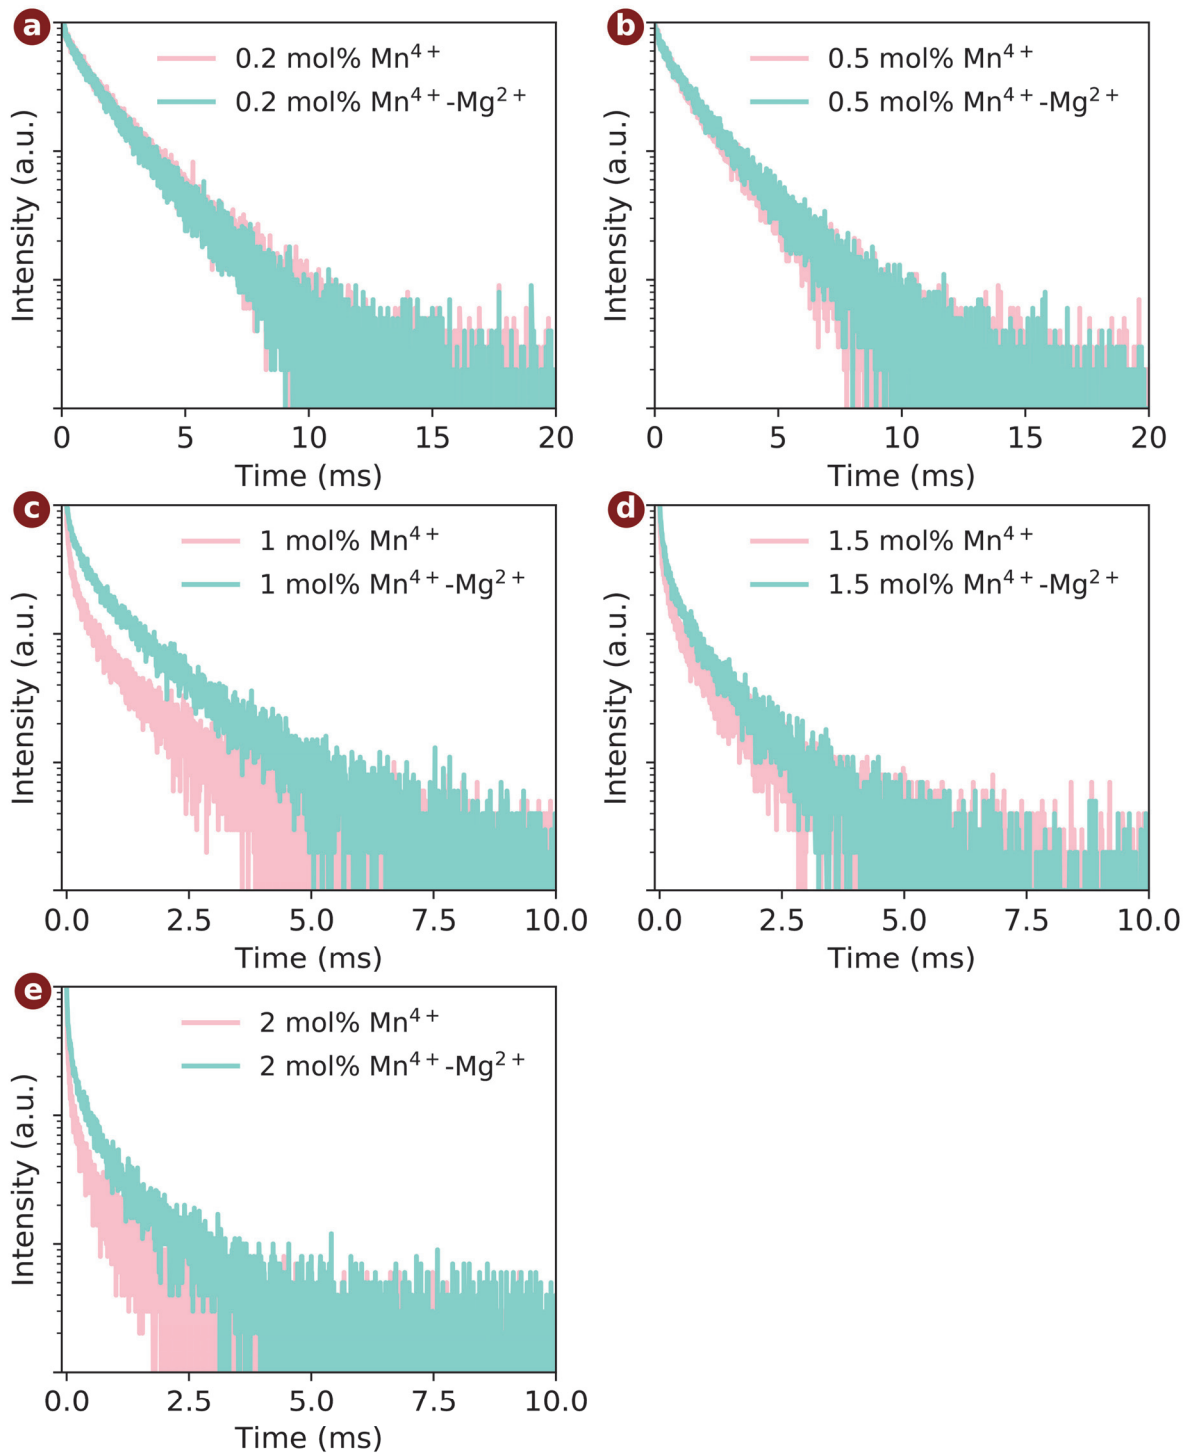 a
0.2 mol% Mn⁴⁺
0.2 mol% Mn⁴⁺-Mg²⁺
Intensity (a.u.)
0 5 10 15 20
Time (ms)
b
0.5 mol% Mn⁴⁺
0.5 mol% Mn⁴⁺-Mg²⁺
Intensity (a.u.)
0 5 10 15 20
Time (ms)
c
1 mol% Mn⁴⁺
1 mol% Mn⁴⁺-Mg²⁺
Intensity (a.u.)
0.0 2.5 5.0 7.5 10.0
Time (ms)
d
1.5 mol% Mn⁴⁺
1.5 mol% Mn⁴⁺-Mg²⁺
Intensity (a.u.)
0.0 2.5 5.0 7.5 10.0
Time (ms)
e
2 mol% Mn⁴⁺
2 mol% Mn⁴⁺-Mg²⁺
Intensity (a.u.)
0.0 2.5 5.0 7.5 10.0
Time (ms)